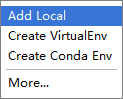 Add Local
Create VirtualEnv
Create Conda Env
More...